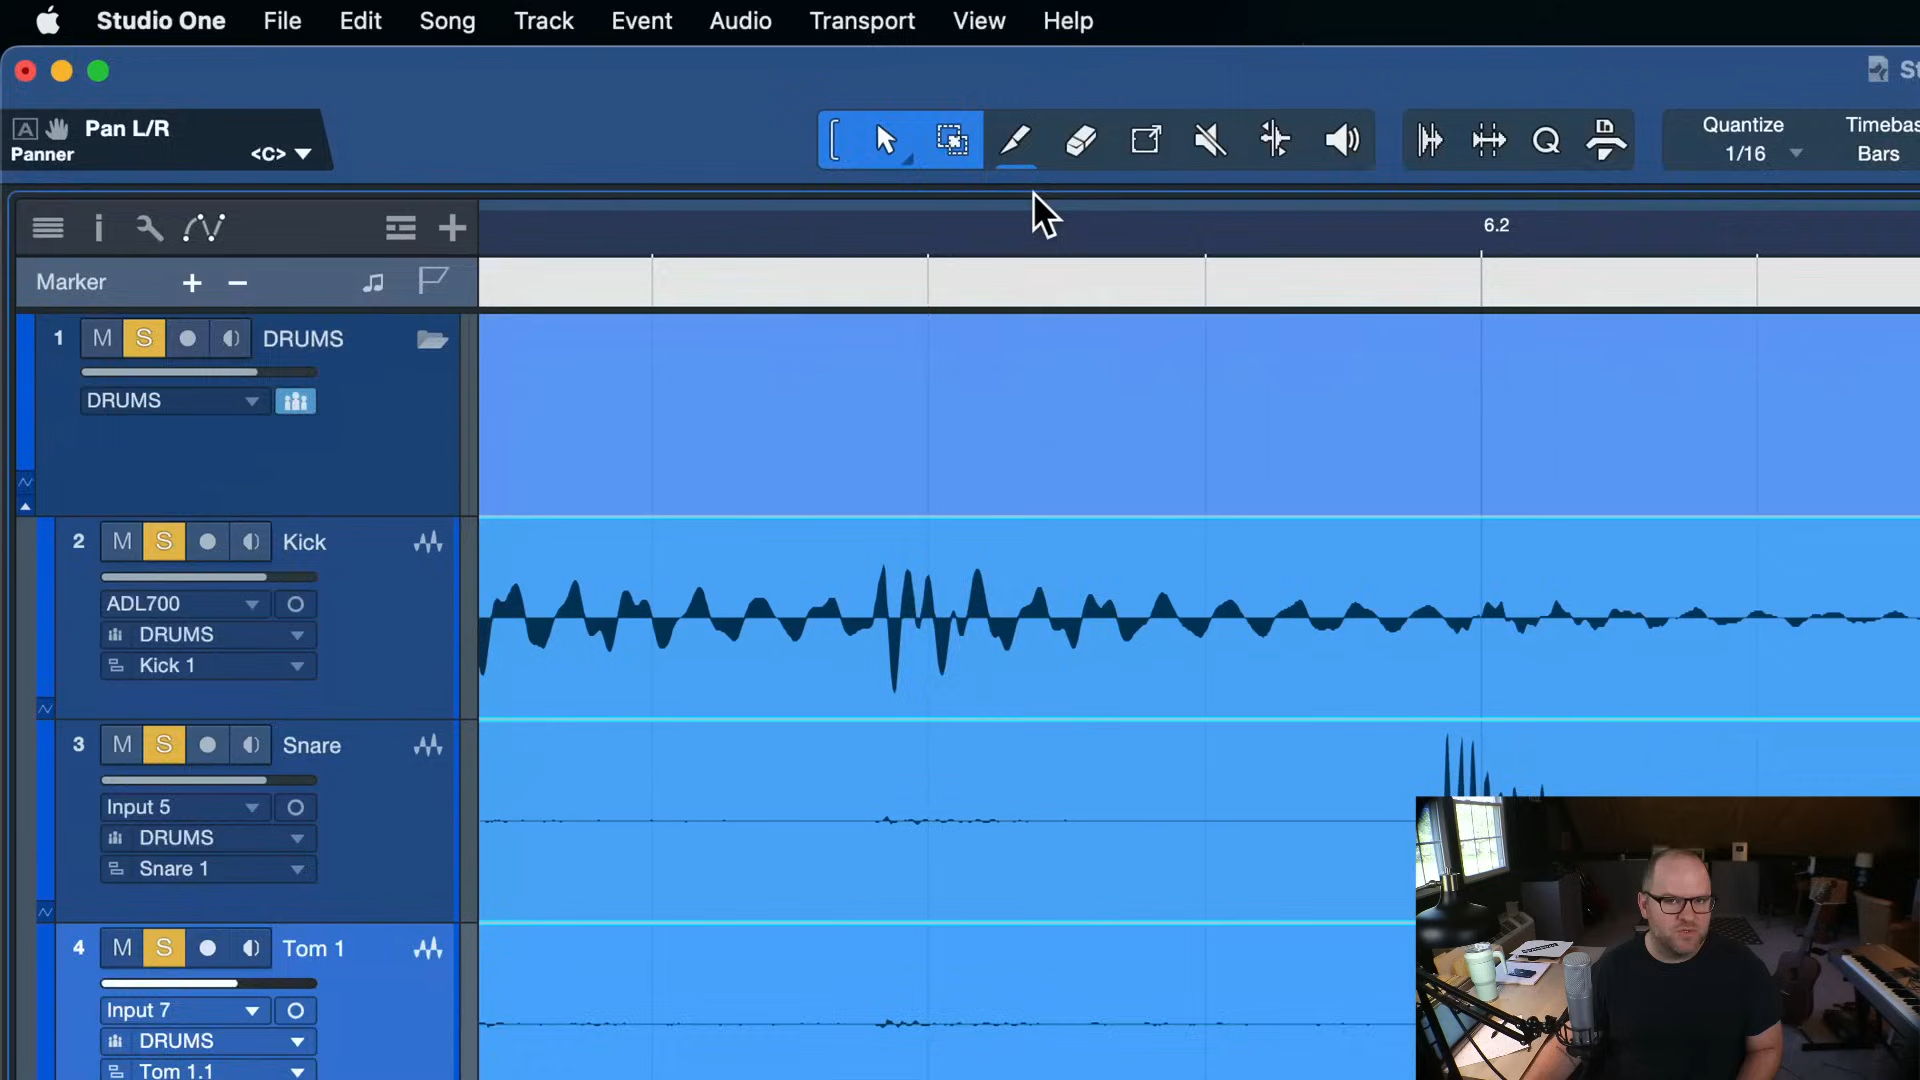 Studio One File Edit Song Track Event Audio Transport View Help
St
A Pan L/R
Panner <C>
Quantize Timebas
1/16 Bars
6.2
Marker
1 M S DRUMS
DRUMS
2 M S Kick
ADL700
DRUMS
Kick 1
3 M S Snare
Input 5
DRUMS
Snare 1
4 M S Tom 1
Input 7
DRUMS
Tom 1.1